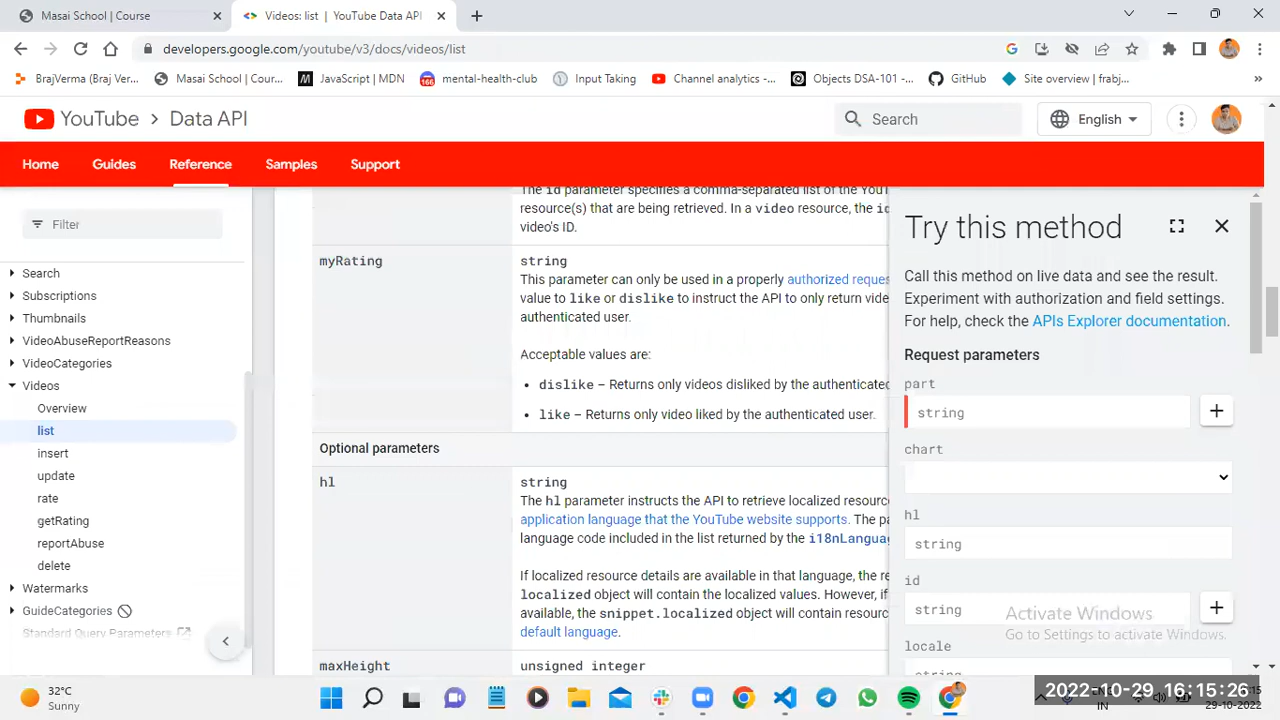 Masai School | Course
Videos: list | YouTube Data API
developers.google.com/youtube/v3/docs/videos/list
BrajVerma (Braj Ver...
Masai School | Cour...
JavaScript | MDN
mental-health-club
Input Taking
Channel analytics -...
Objects DSA-101 -...
GitHub
Site overview | frabj...
»
YouTube > Data API
Search
English
Home
Guides
Reference
Samples
Support
Filter
Search
Subscriptions
Thumbnails
VideoAbuseReportReasons
VideoCategories
Videos
Overview
list
insert
update
rate
getRating
reportAbuse
delete
Watermarks
GuideCategories
Standard Query Parameters
The id parameter specifies a comma-separated list of the You
resource(s) that are being retrieved. In a video resource, the id
video's ID.
myRating
string
This parameter can only be used in a properly authorized reques
value to like or dislike to instruct the API to only return vide
authenticated user.
Acceptable values are:
• dislike – Returns only videos disliked by the authenticated
• like – Returns only video liked by the authenticated user.
Optional parameters
hl
string
The hl parameter instructs the API to retrieve localized resourc
application language that the YouTube website supports. The pa
language code included in the list returned by the i18nLanguag
If localized resource details are available in that language, the re
localized object will contain the localized values. However, if
available, the snippet.localized object will contain resourc
default language.
maxHeight
unsigned integer
Try this method
Call this method on live data and see the result.
Experiment with authorization and field settings.
For help, check the APIs Explorer documentation.
Request parameters
part
string
chart
hl
string
id
string
locale
string
Activate Windows
Go to Settings to activate Windows.
32°C
Sunny
IN
2022-10-29 16:15:26
29-10-2022